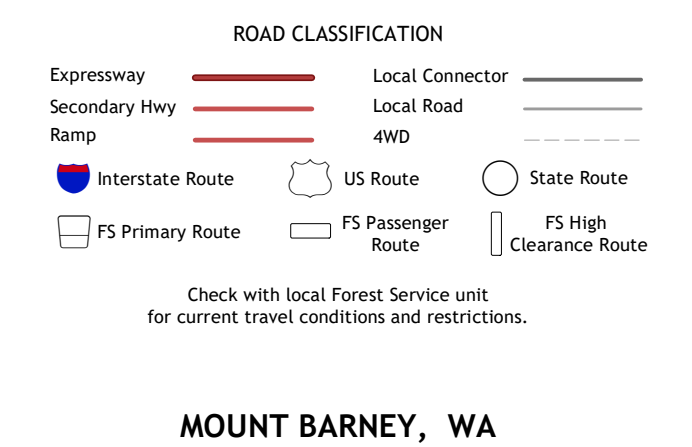 ROAD CLASSIFICATION
Expressway
Local Connector
Secondary Hwy
Local Road
Ramp
4WD
Interstate Route
US Route
State Route
FS Primary Route
FS Passenger
Route
FS High
Clearance Route
Check with local Forest Service unit
for current travel conditions and restrictions.
MOUNT BARNEY, WA